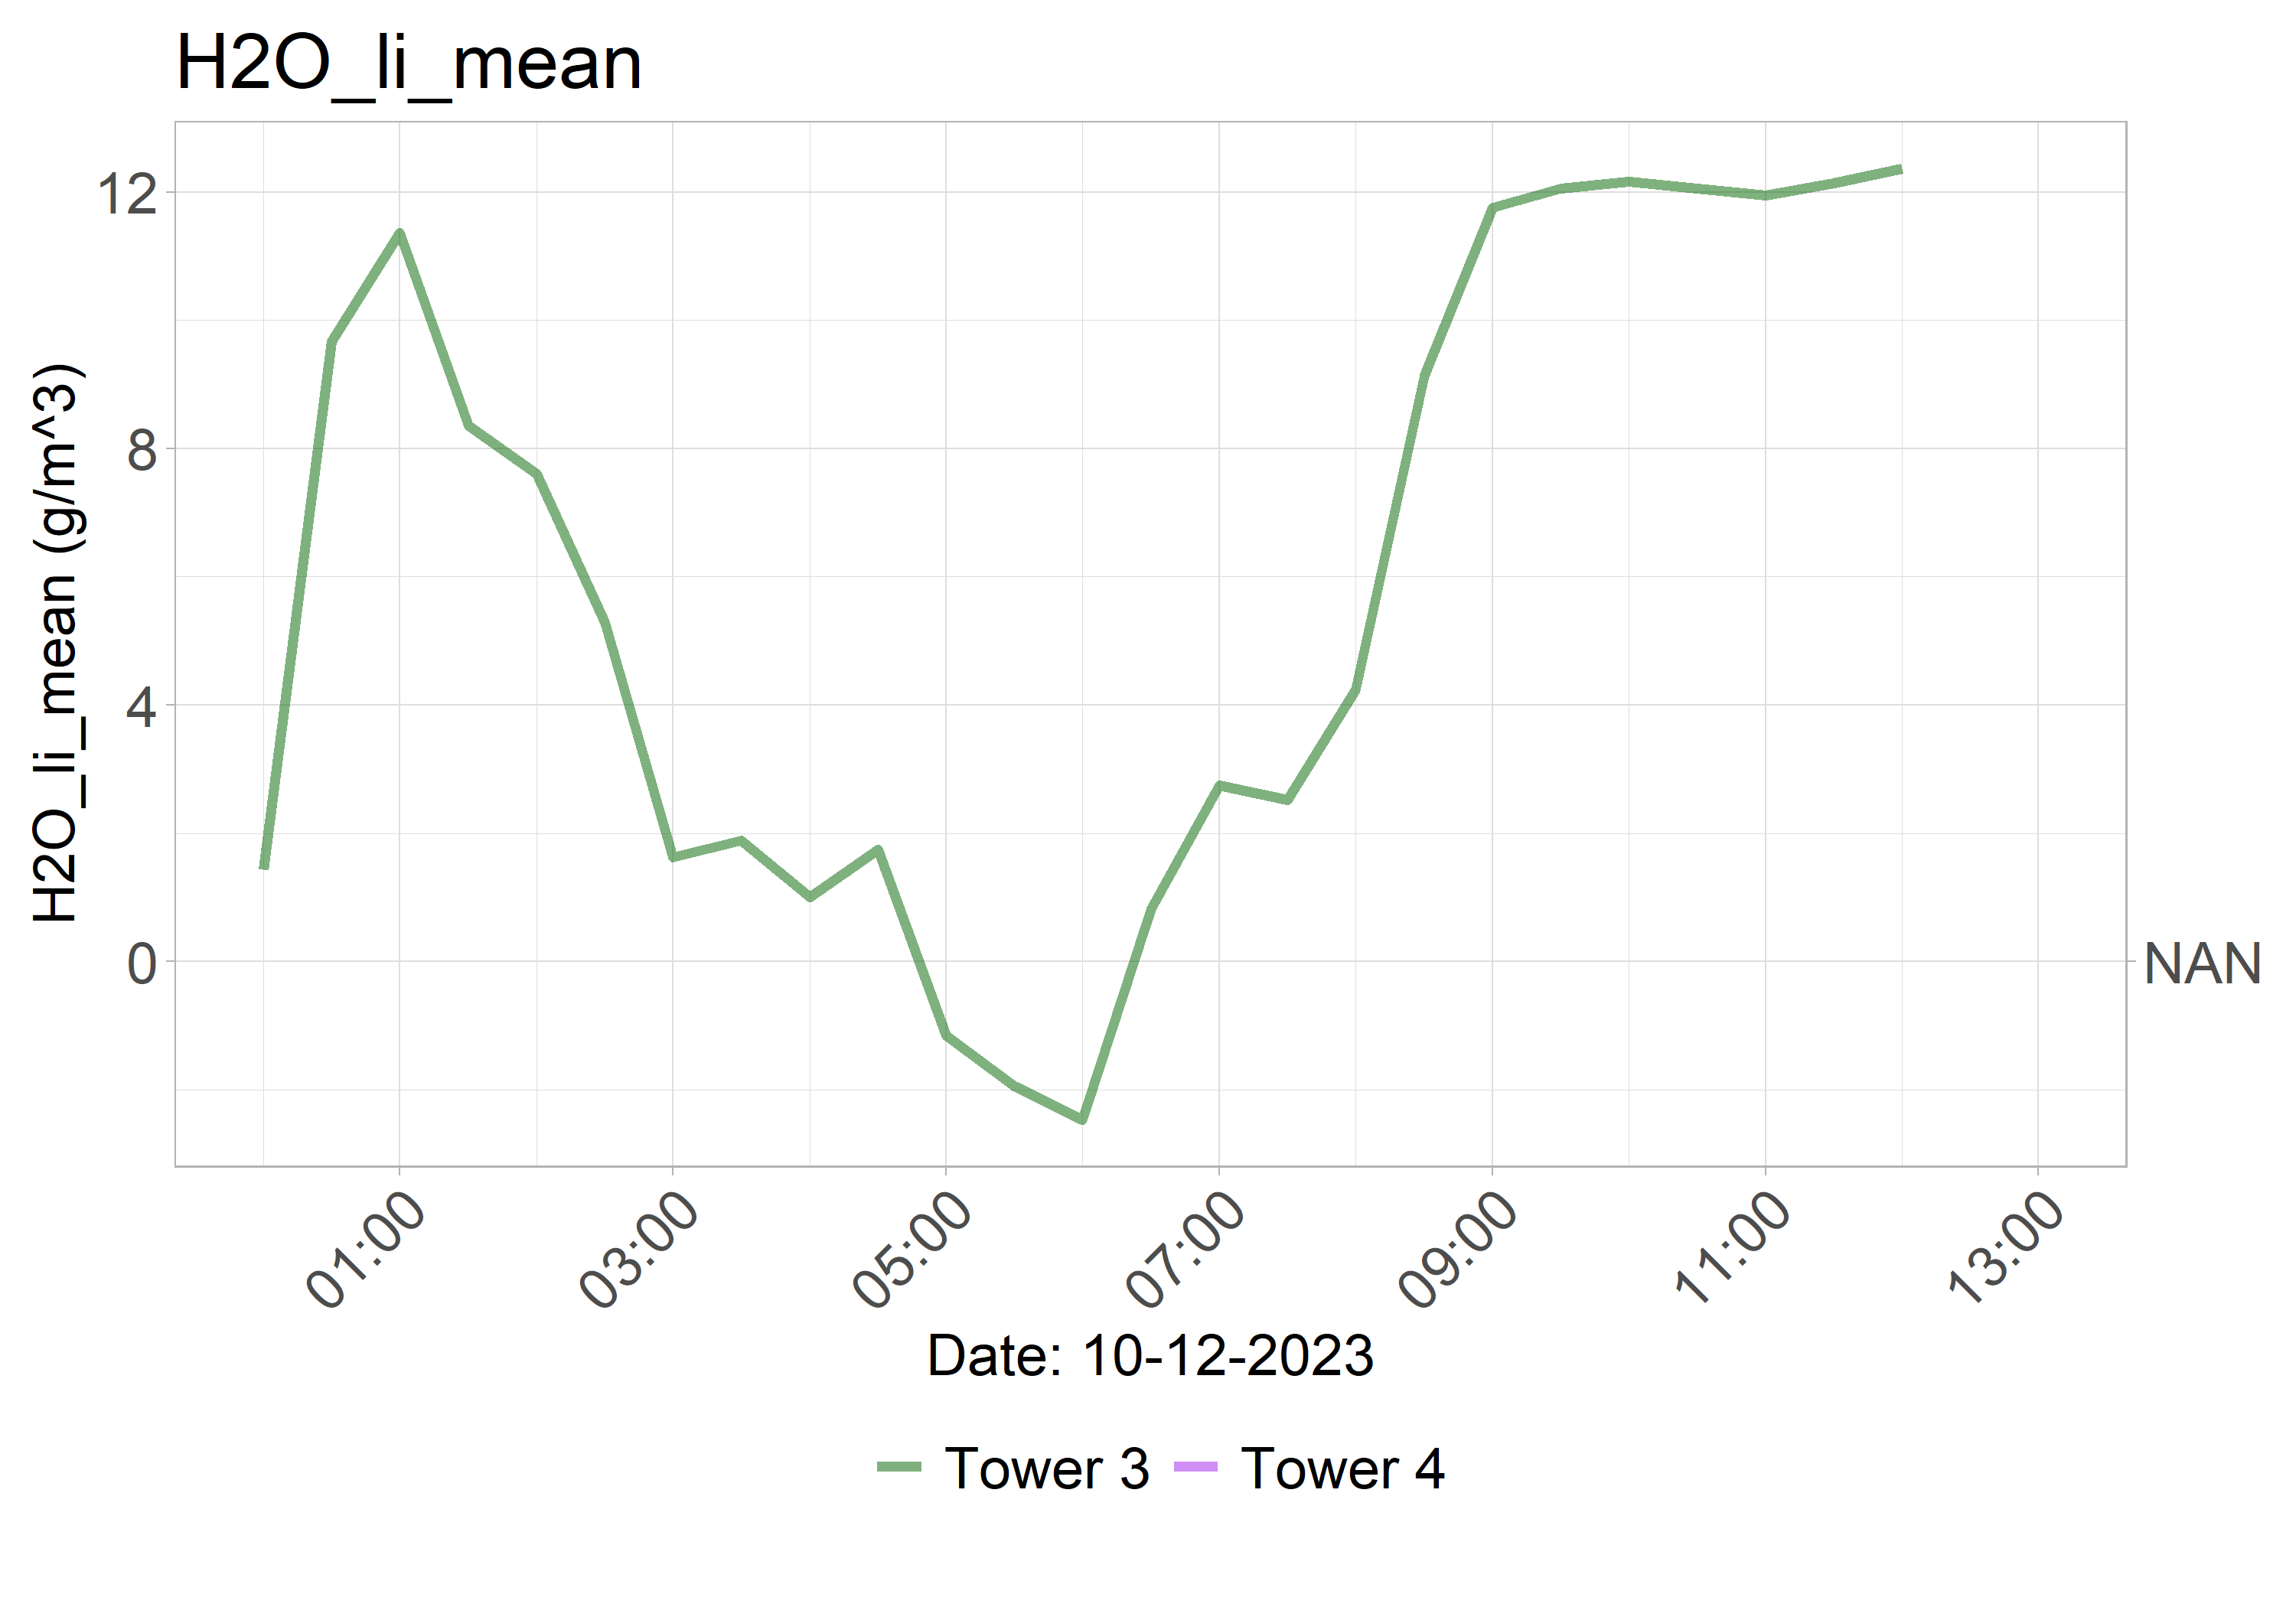 H2O_li_mean
H2O_li_mean (g/m^3)
12
8
4
0
NAN
01:00 03:00 05:00 07:00 09:00 11:00 13:00
Date: 10-12-2023
Tower 3 Tower 4